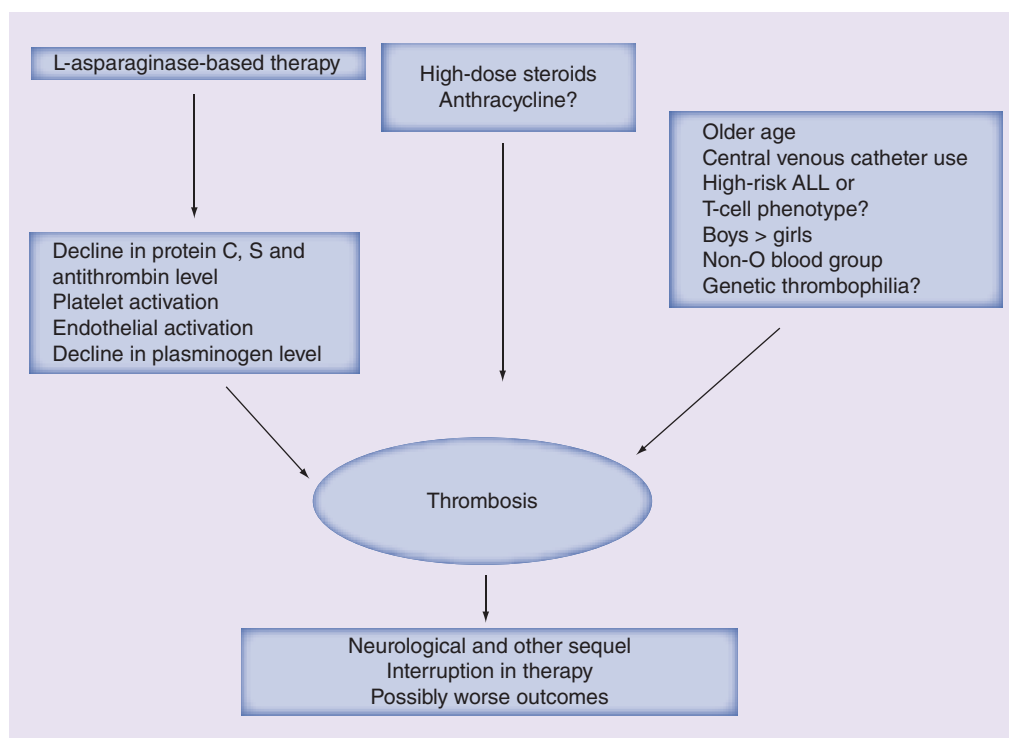 L-asparaginase-based therapy
High-dose steroids
Anthracycline?
Older age
Central venous catheter use
High-risk ALL or
T-cell phenotype?
Boys > girls
Non-O blood group
Genetic thrombophilia?
Decline in protein C, S and
antithrombin level
Platelet activation
Endothelial activation
Decline in plasminogen level
Thrombosis
Neurological and other sequel
Interruption in therapy
Possibly worse outcomes